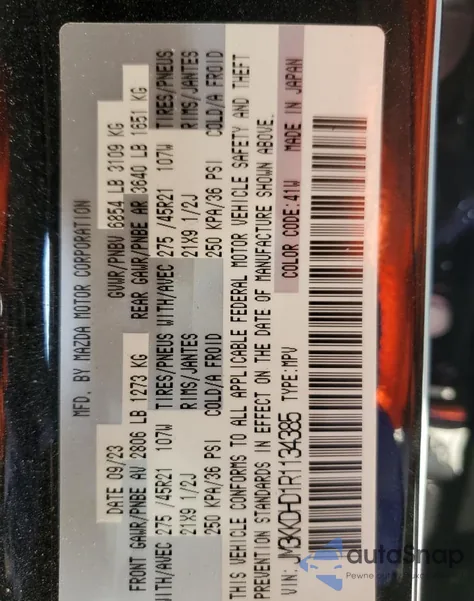 MFD. BY MAZDA MOTOR CORPORATION
DATE 09/23 GVWR/PNBV 6854 LB 3109 KG
FRONT GAWR/PNBE AV 2806 LB 1273 KG REAR GAWR/PNBE AR 3640 LB 1651 KG
WITH/AVEC 275 /45R21 107W TIRES/PNEUS WITH/AVEC 275 /45R21 107W TIRES/PNEUS
21X9 1/2J RIMS/JANTES 21X9 1/2J RIMS/JANTES
250 KPA/36 PSI COLD/A FROID 250 KPA/36 PSI COLD/A FROID
THIS VEHICLE CONFORMS TO ALL APPLICABLE FEDERAL MOTOR VEHICLE SAFETY AND THEFT
PREVENTION STANDARDS IN EFFECT ON THE DATE OF MANUFACTURE SHOWN ABOVE.
COLOR CODE:41W MADE IN JAPAN
VIN: JM3KKDHD1R1134385 TYPE:MPV
autoSnap